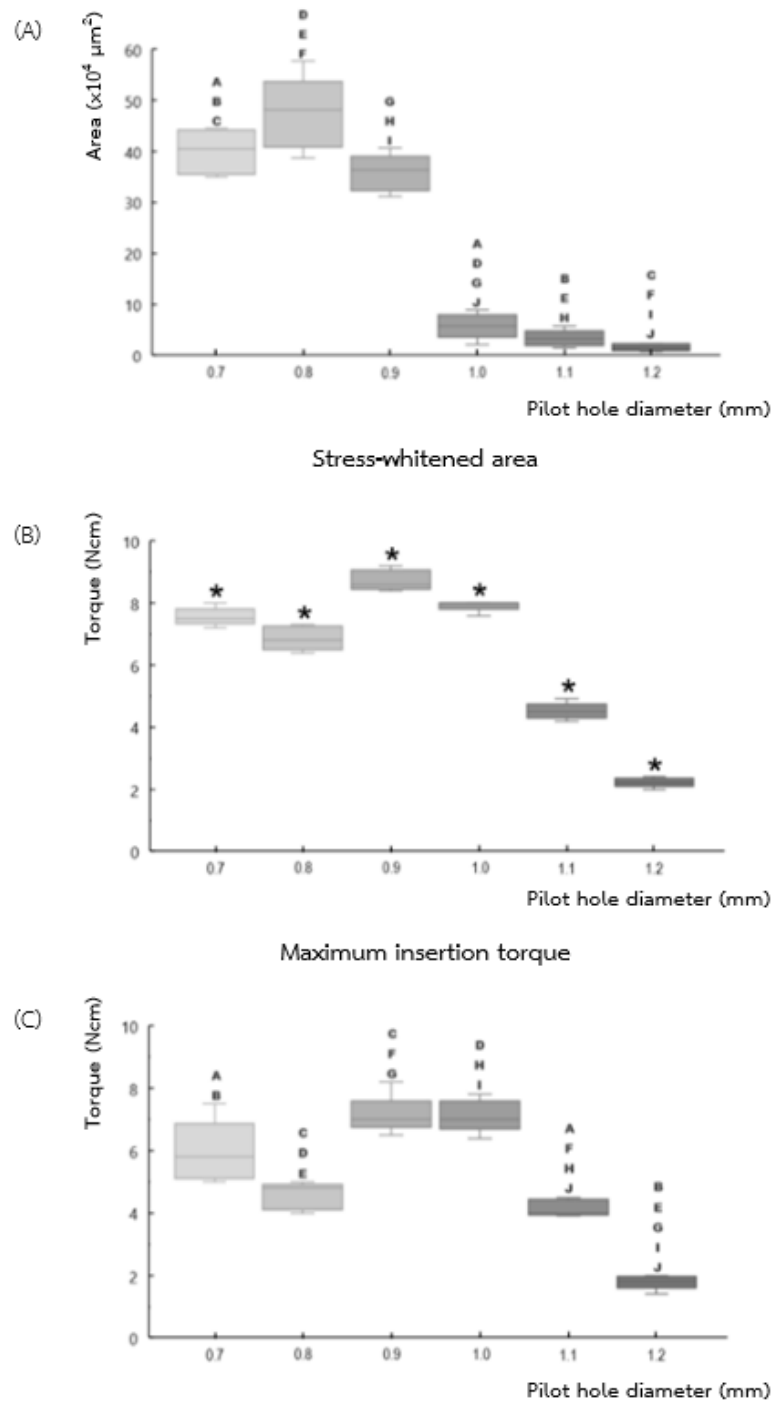 (A)
Area (x10⁴ µm²)
60
50
40
30
20
10
0
A
B
C
D
E
F
G
H
I
A
D
G
J
B
E
H
C
F
I
J
0.7 0.8 0.9 1.0 1.1 1.2
Pilot hole diameter (mm)
Stress-whitened area
(B)
Torque (Ncm)
10
8
6
4
2
0
* * * * * *
0.7 0.8 0.9 1.0 1.1 1.2
Pilot hole diameter (mm)
Maximum insertion torque
(C)
Torque (Ncm)
10
8
6
4
2
0
A
B
C
D
E
C
F
G
D
H
I
A
F
H
J
B
E
G
I
J
0.7 0.8 0.9 1.0 1.1 1.2
Pilot hole diameter (mm)